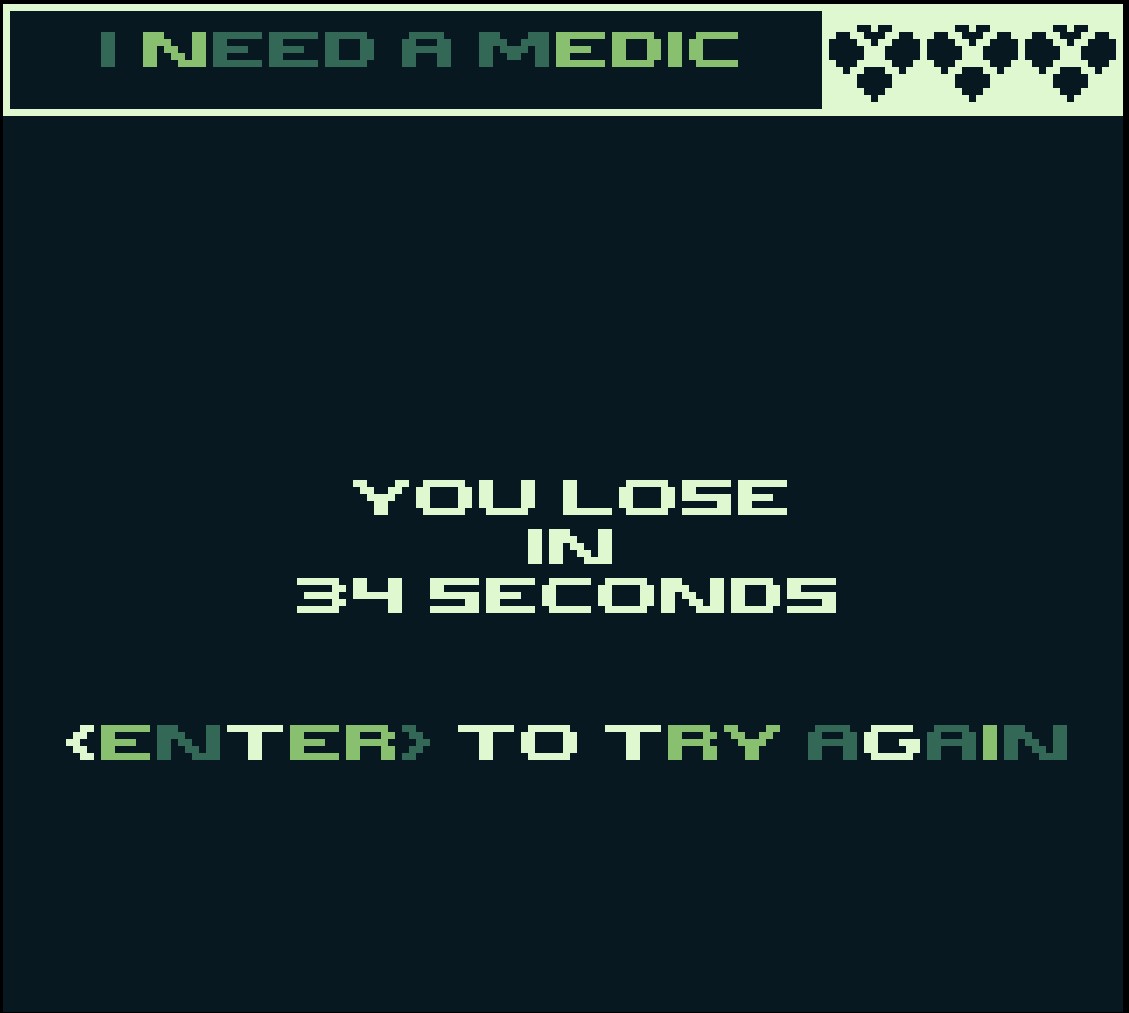 I NEED A MEDIC
YOU LOSE
IN
34 SECONDS
<ENTER> TO TRY AGAIN